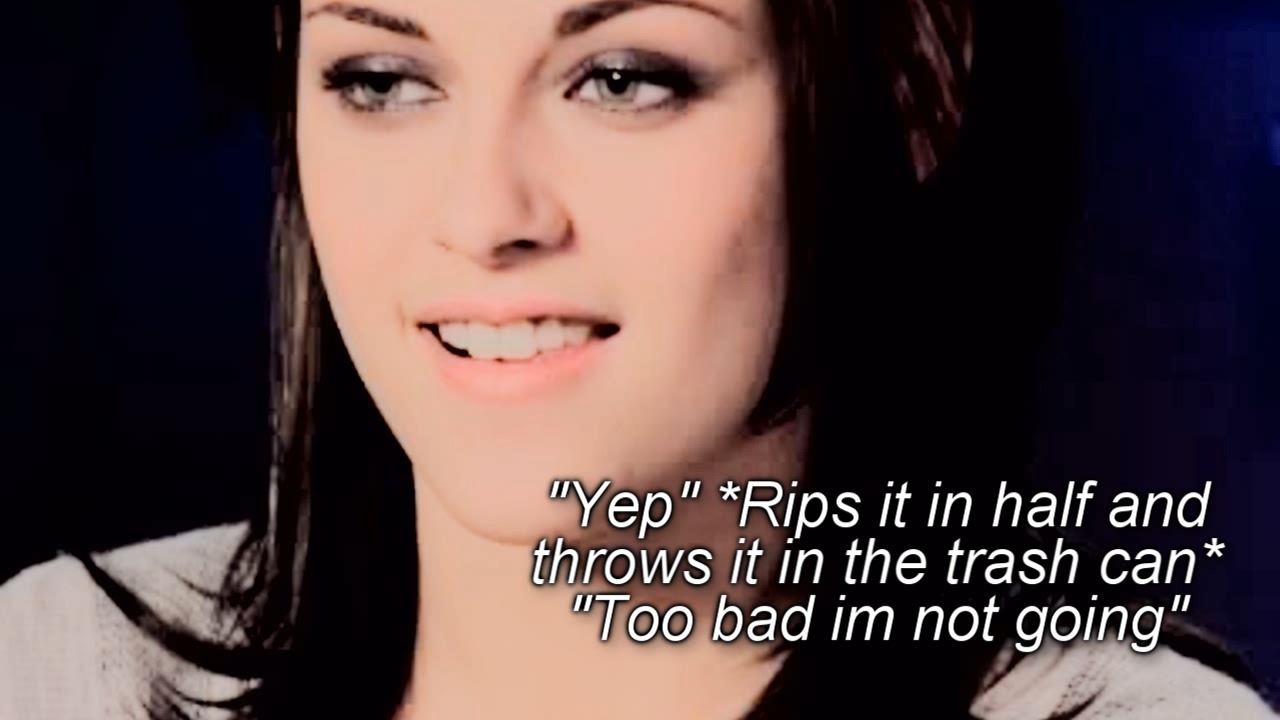 "Yep" *Rips it in half and
throws it in the trash can*
"Too bad im not going"